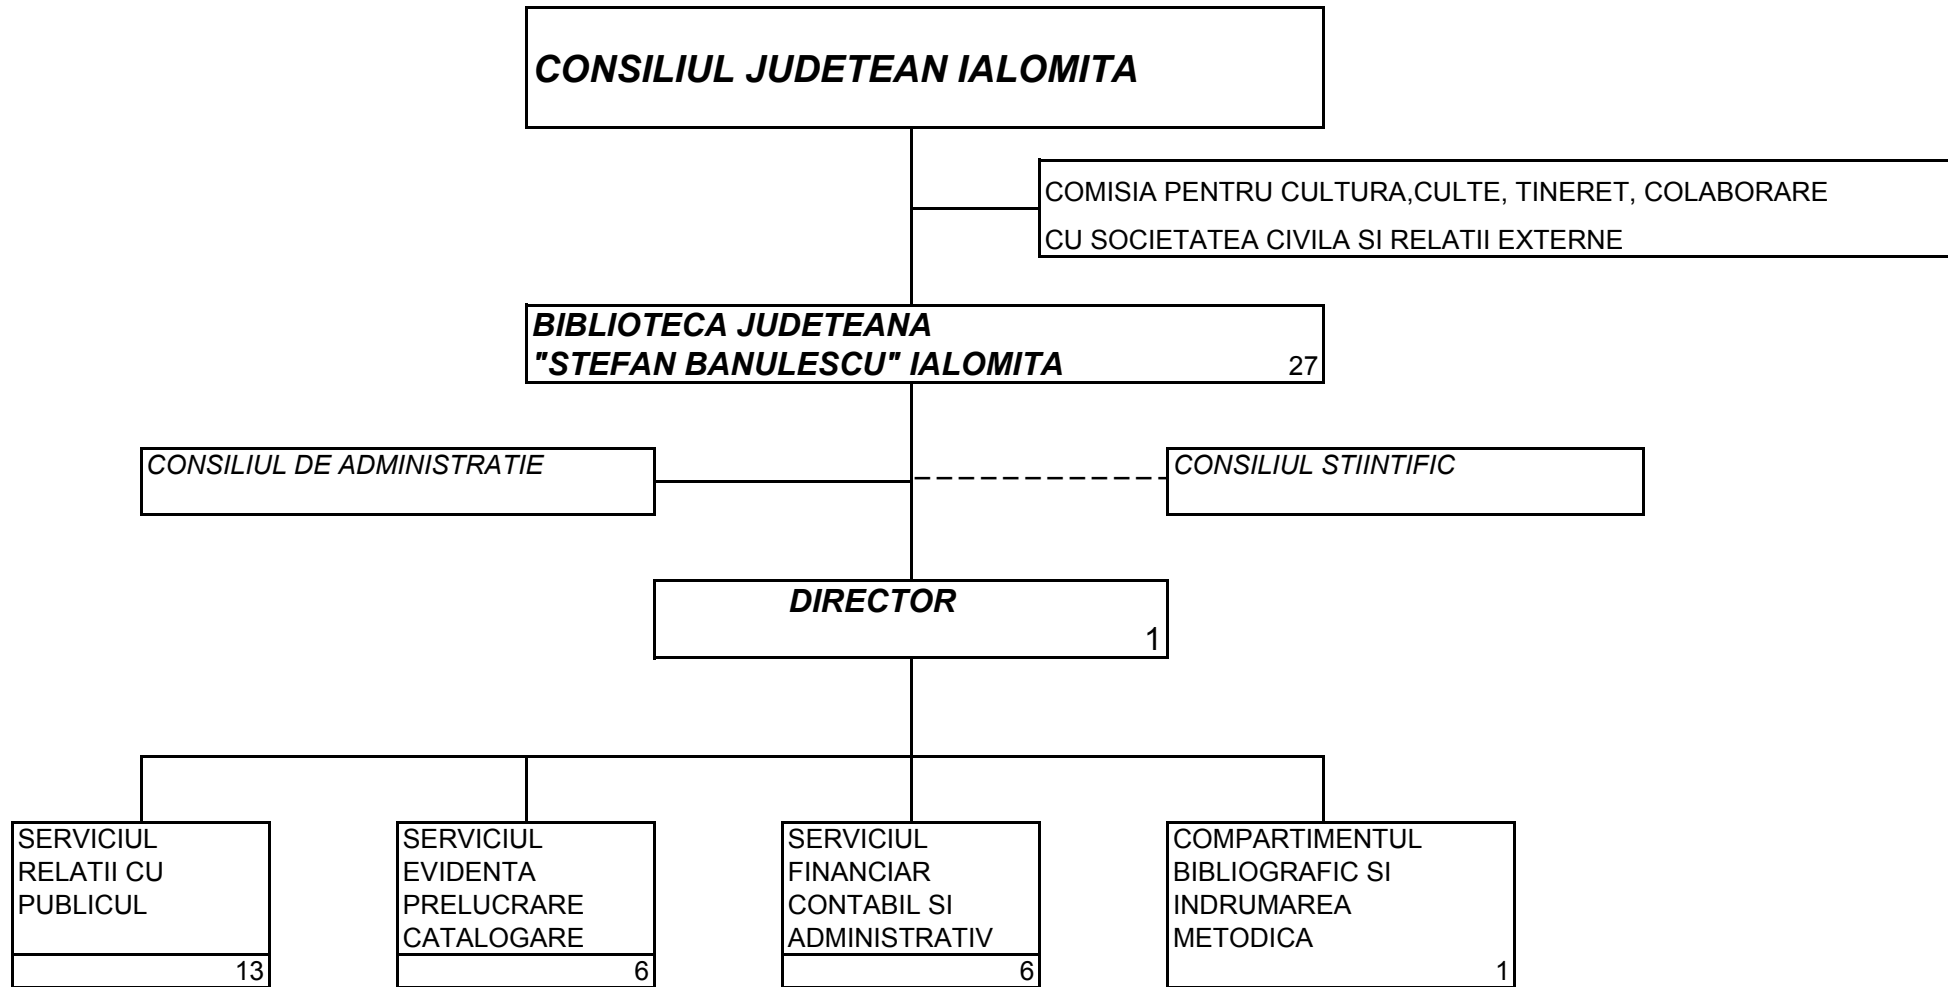 CONSILIUL JUDETEAN IALOMITA
COMISIA PENTRU CULTURA,CULTE, TINERET, COLABORARE
CU SOCIETATEA CIVILA SI RELATII EXTERNE
BIBLIOTECA JUDETEANA
"STEFAN BANULESCU" IALOMITA 27
CONSILIUL DE ADMINISTRATIE
CONSILIUL STIINTIFIC
DIRECTOR
1
SERVICIUL
RELATII CU
PUBLICUL
13
SERVICIUL
EVIDENTA
PRELUCRARE
CATALOGARE
6
SERVICIUL
FINANCIAR
CONTABIL SI
ADMINISTRATIV
6
COMPARTIMENTUL
BIBLIOGRAFIC SI
INDRUMAREA
METODICA
1